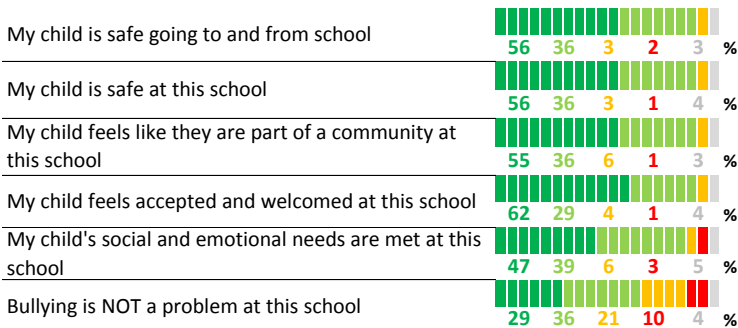 My child is safe going to and from school
56 36 3 2 3 %
My child is safe at this school
56 36 3 1 4 %
My child feels like they are part of a community at
this school
55 36 6 1 3 %
My child feels accepted and welcomed at this school
62 29 4 1 4 %
My child's social and emotional needs are met at this
school
47 39 6 3 5 %
Bullying is NOT a problem at this school
29 36 21 10 4 %